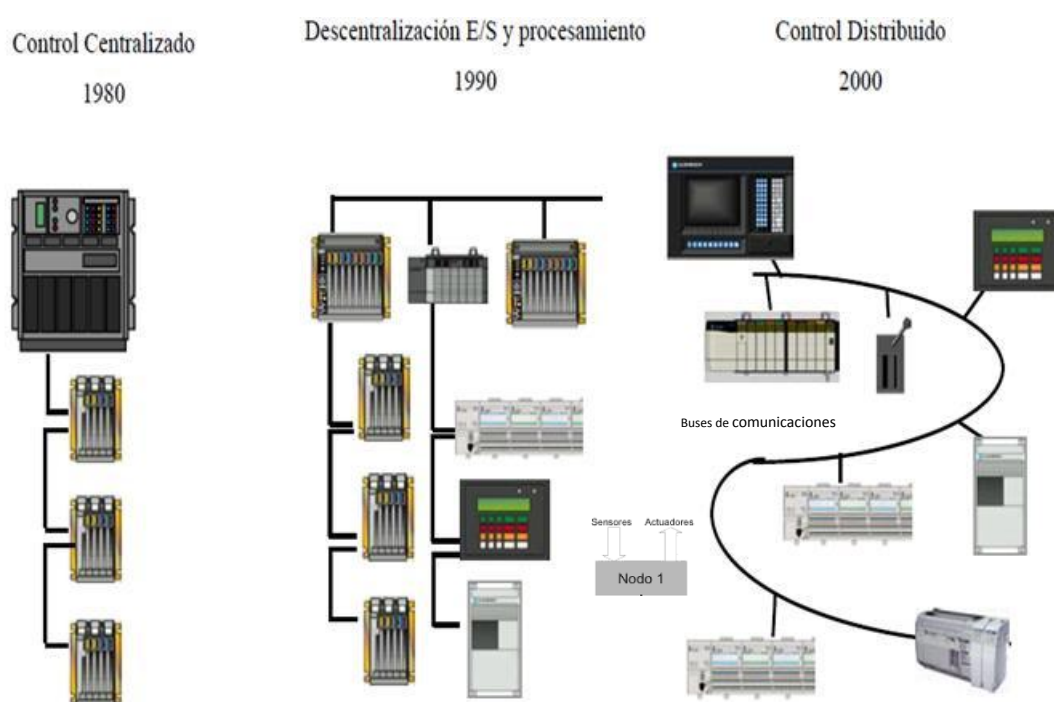 Control Centralizado
1980
Descentralización E/S y procesamiento
1990
Control Distribuido
2000
Buses de comunicaciones
Sensores
Actuadores
Nodo 1